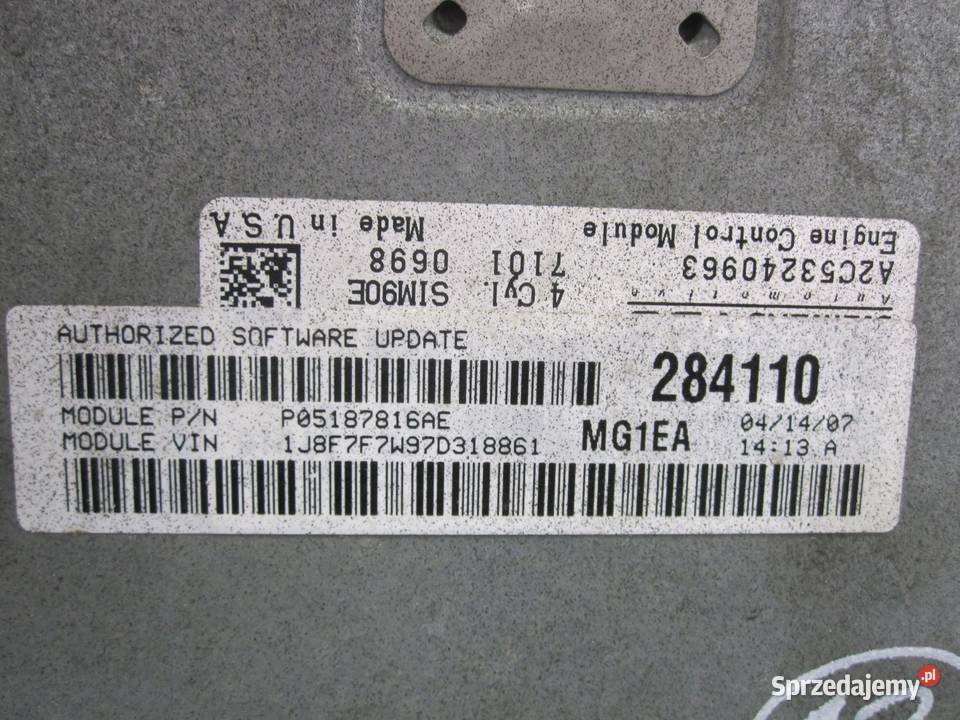 AUTHORIZED SOFTWARE UPDATE
284110
MODULE P/N P05187816AE
MODULE VIN 1J8F7F7W97D318861
MG1EA
04/14/07
14:13 A
4 Cyl. SIM90E
A2C53240963 7101 0698
Engine Control Module Made in U.S.A
Sprzedajemy.pl